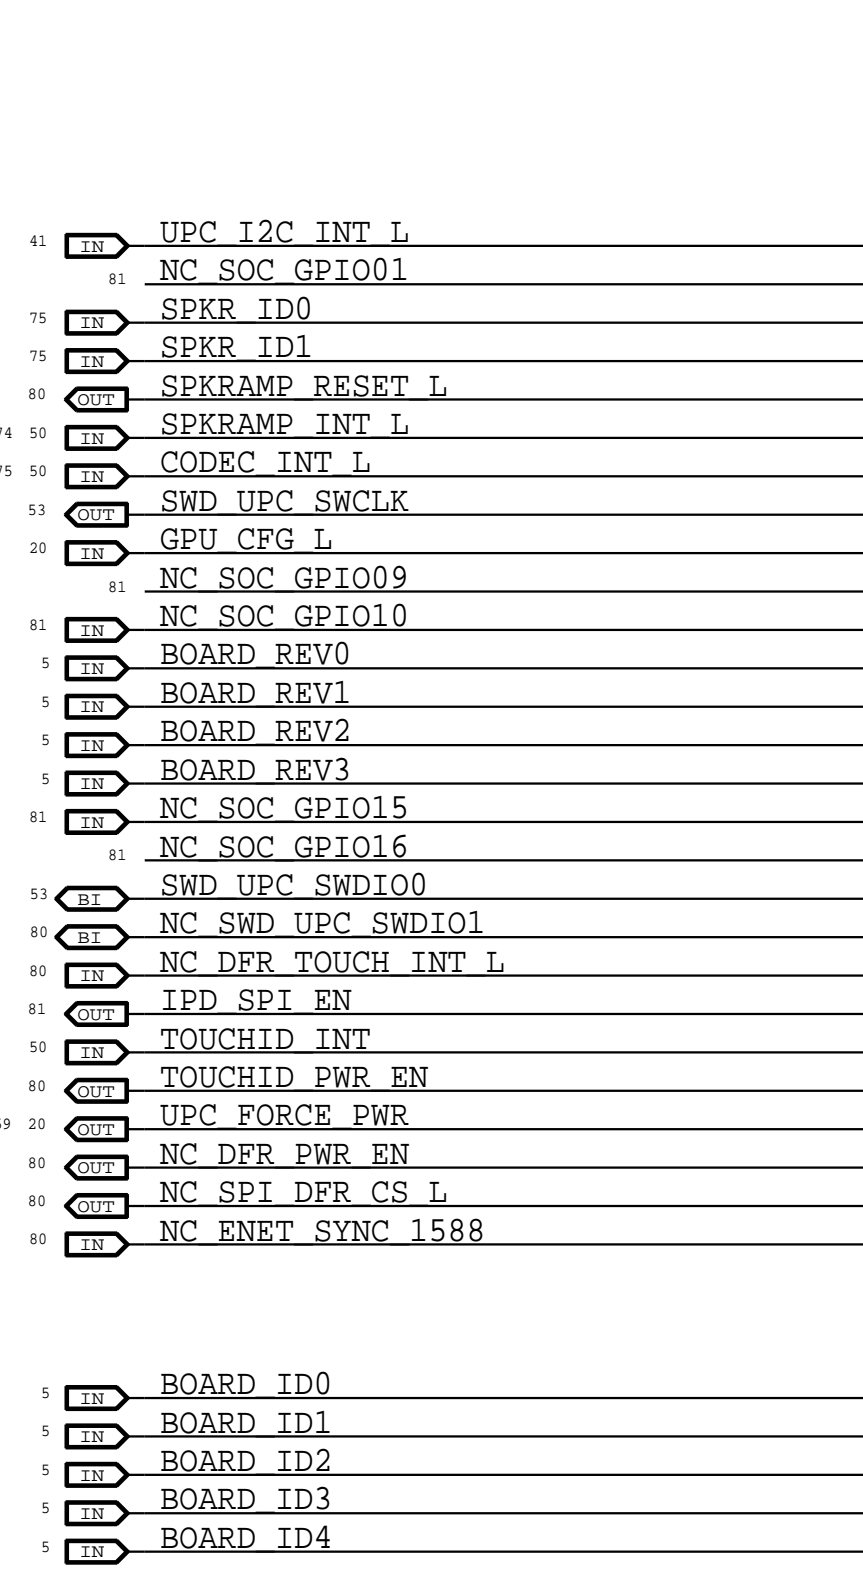 41 IN UPC_I2C_INT_L
81 NC_SOC_GPIO01
75 IN SPKR_ID0
75 IN SPKR_ID1
80 OUT SPKRAMP_RESET_L
74 50 IN SPKRAMP_INT_L
75 50 IN CODEC_INT_L
53 OUT SWD_UPC_SWCLK
20 IN GPU_CFG_L
81 NC_SOC_GPIO09
81 IN NC_SOC_GPIO10
5 IN BOARD_REV0
5 IN BOARD_REV1
5 IN BOARD_REV2
5 IN BOARD_REV3
81 IN NC_SOC_GPIO15
81 NC_SOC_GPIO16
53 BI SWD_UPC_SWDIO0
80 BI NC_SWD_UPC_SWDIO1
80 IN NC_DFR_TOUCH_INT_L
81 OUT IPD_SPI_EN
50 IN TOUCHID_INT
80 OUT TOUCHID_PWR_EN
20 OUT UPC_FORCE_PWR
80 OUT NC_DFR_PWR_EN
80 OUT NC_SPI_DFR_CS_L
80 IN NC_ENET_SYNC_1588
5 IN BOARD_ID0
5 IN BOARD_ID1
5 IN BOARD_ID2
5 IN BOARD_ID3
5 IN BOARD_ID4